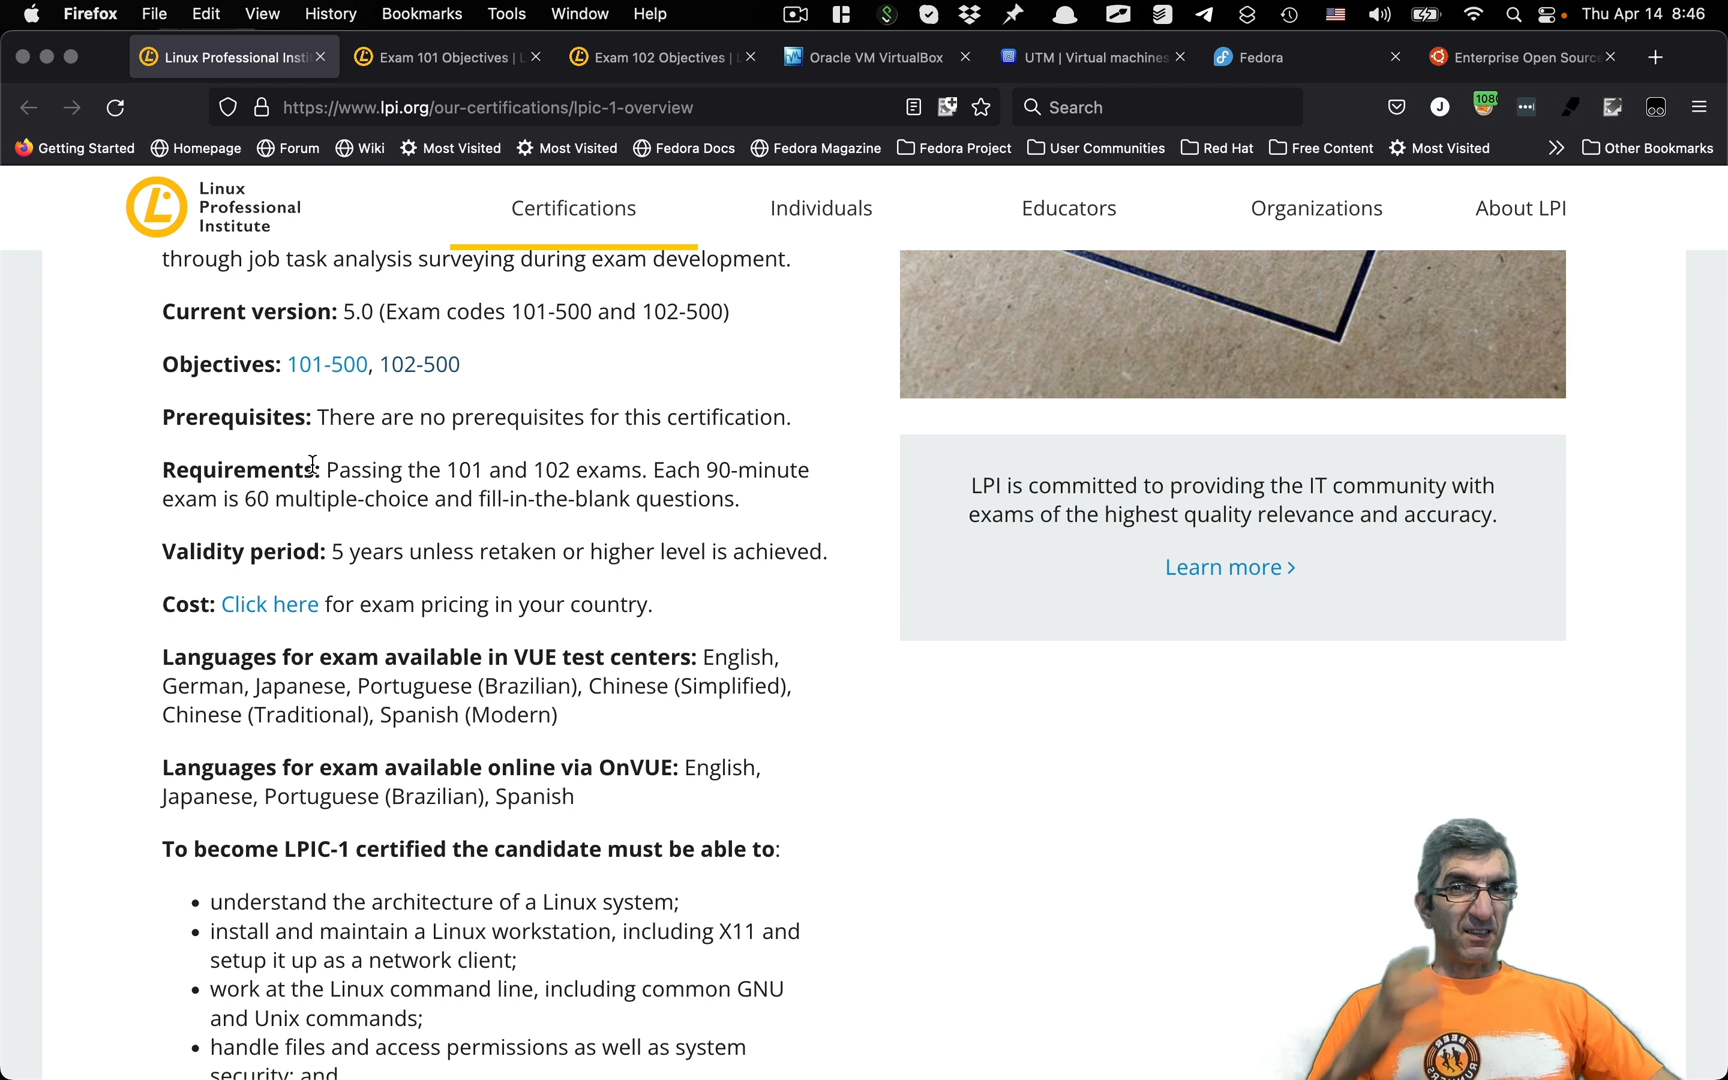 Firefox File Edit View History Bookmarks Tools Window Help Thu Apr 14 8:46
Linux Professional Insti Exam 101 Objectives | L Exam 102 Objectives | L Oracle VM VirtualBox UTM | Virtual machines Fedora Enterprise Open Source
https://www.lpi.org/our-certifications/lpic-1-overview Search
Getting Started Homepage Forum Wiki Most Visited Most Visited Fedora Docs Fedora Magazine Fedora Project User Communities Red Hat Free Content Most Visited Other Bookmarks
Linux
Professional
Institute
Certifications Individuals Educators Organizations About LPI
through job task analysis surveying during exam development.
Current version: 5.0 (Exam codes 101-500 and 102-500)
Objectives: 101-500, 102-500
Prerequisites: There are no prerequisites for this certification.
Requirements: Passing the 101 and 102 exams. Each 90-minute
exam is 60 multiple-choice and fill-in-the-blank questions.
Validity period: 5 years unless retaken or higher level is achieved.
Cost: Click here for exam pricing in your country.
Languages for exam available in VUE test centers: English,
German, Japanese, Portuguese (Brazilian), Chinese (Simplified),
Chinese (Traditional), Spanish (Modern)
Languages for exam available online via OnVUE: English,
Japanese, Portuguese (Brazilian), Spanish
To become LPIC-1 certified the candidate must be able to:
• understand the architecture of a Linux system;
• install and maintain a Linux workstation, including X11 and
setup it up as a network client;
• work at the Linux command line, including common GNU
and Unix commands;
• handle files and access permissions as well as system
security; and
LPI is committed to providing the IT community with
exams of the highest quality relevance and accuracy.
Learn more ›